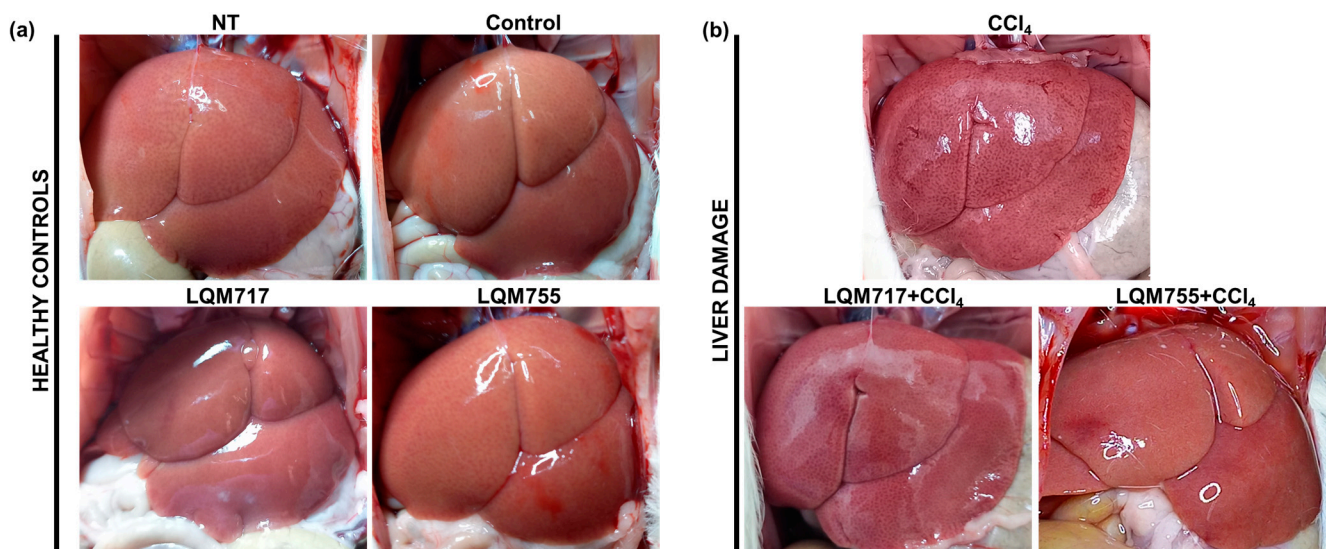 (a)
HEALTHY CONTROLS
NT
Control
LQM717
LQM755
(b)
LIVER DAMAGE
CCl₄
LQM717+CCl₄
LQM755+CCl₄